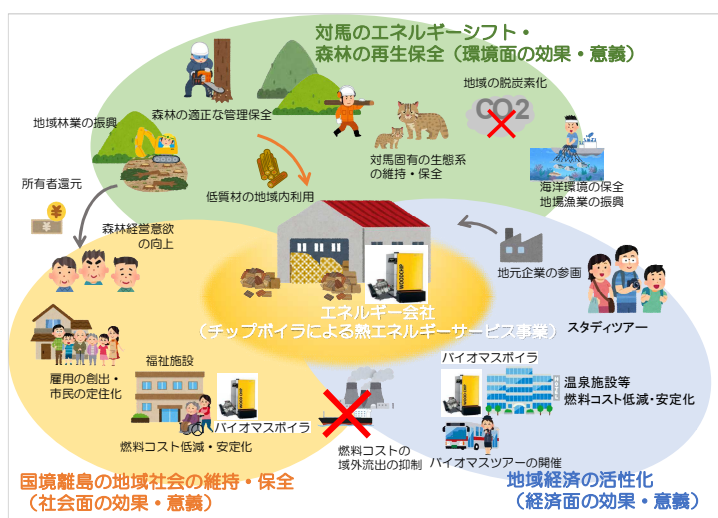 対馬のエネルギーシフト・
森林の再生保全（環境面の効果・意義）
地域の脱炭素化
CO2
森林の適正な管理保全
地域林業の振興
対馬固有の生態系
の維持・保全
海洋環境の保全
地場漁業の振興
低質材の地域内利用
所有者還元
¥
¥
森林経営意欲
の向上
地元企業の参画
WOODCHIP
エネルギー会社
（チップボイラによる熱エネルギーサービス事業）
スタディツアー
雇用の創出・
市民の定住化
福祉施設
WOODCHIP
バイオマスボイラ
燃料コスト低減・安定化
燃料コストの
域外流出の抑制
バイオマスボイラ
WOODCHIP
HOTEL
温泉施設等
燃料コスト低減・安定化
バイオマスツアーの開催
国境離島の地域社会の維持・保全
（社会面の効果・意義）
地域経済の活性化
（経済面の効果・意義）